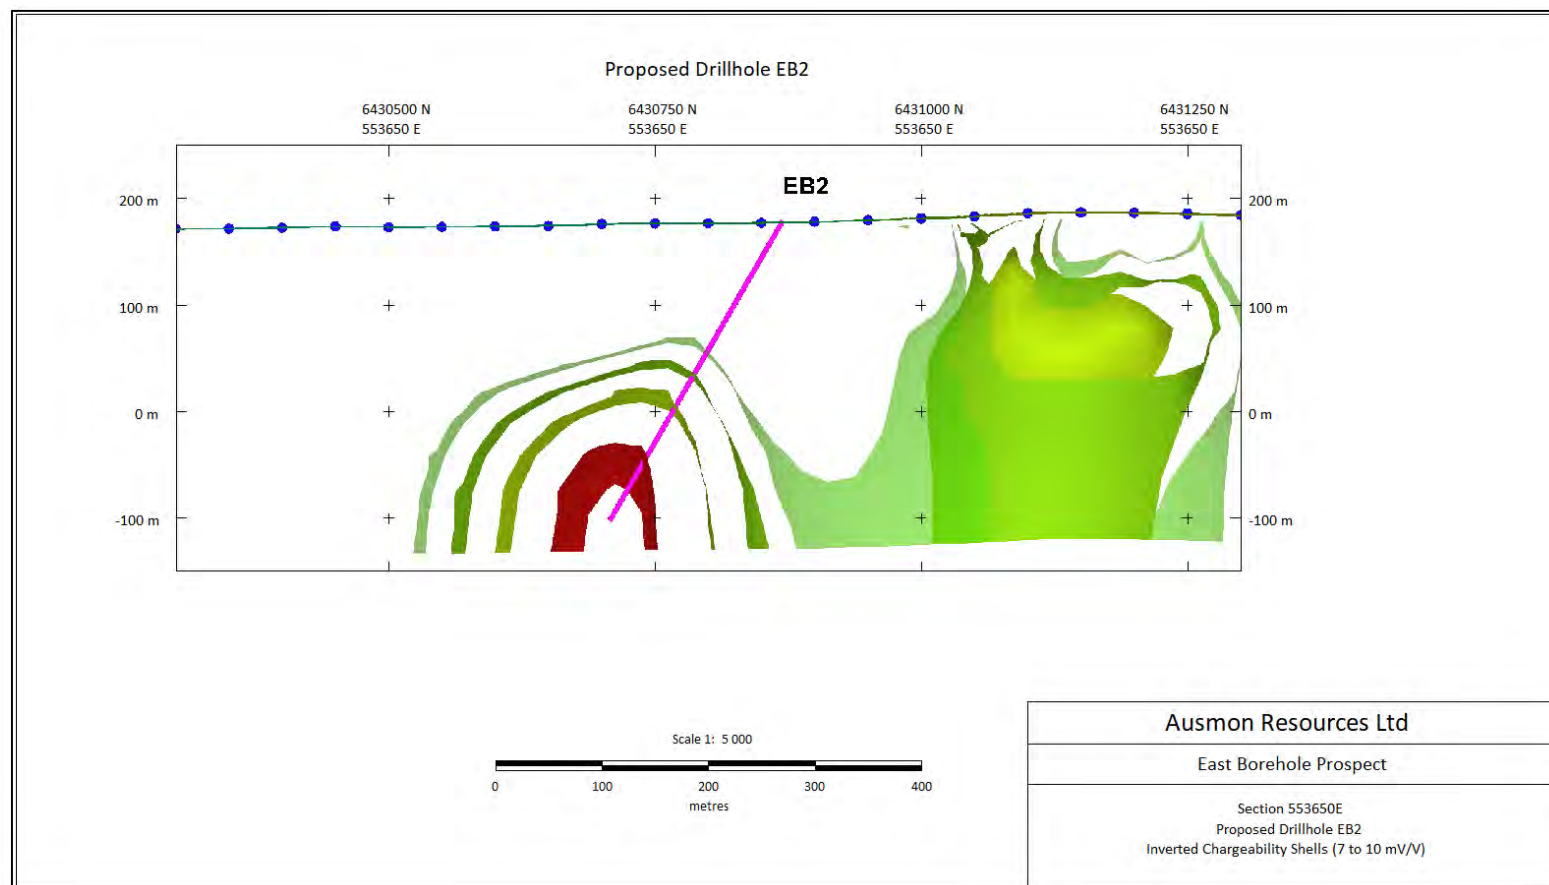 Proposed Drillhole EB2
6430500 N 6430750 N 6431000 N 6431250 N
553650 E 553650 E 553650 E 553650 E
EB2
200 m 200 m
100 m 100 m
0 m 0 m
-100 m -100 m
Scale 1: 5 000
0 100 200 300 400
metres
Ausmon Resources Ltd
East Borehole Prospect
Section 553650E
Proposed Drillhole EB2
Inverted Chargeability Shells (7 to 10 mV/V)